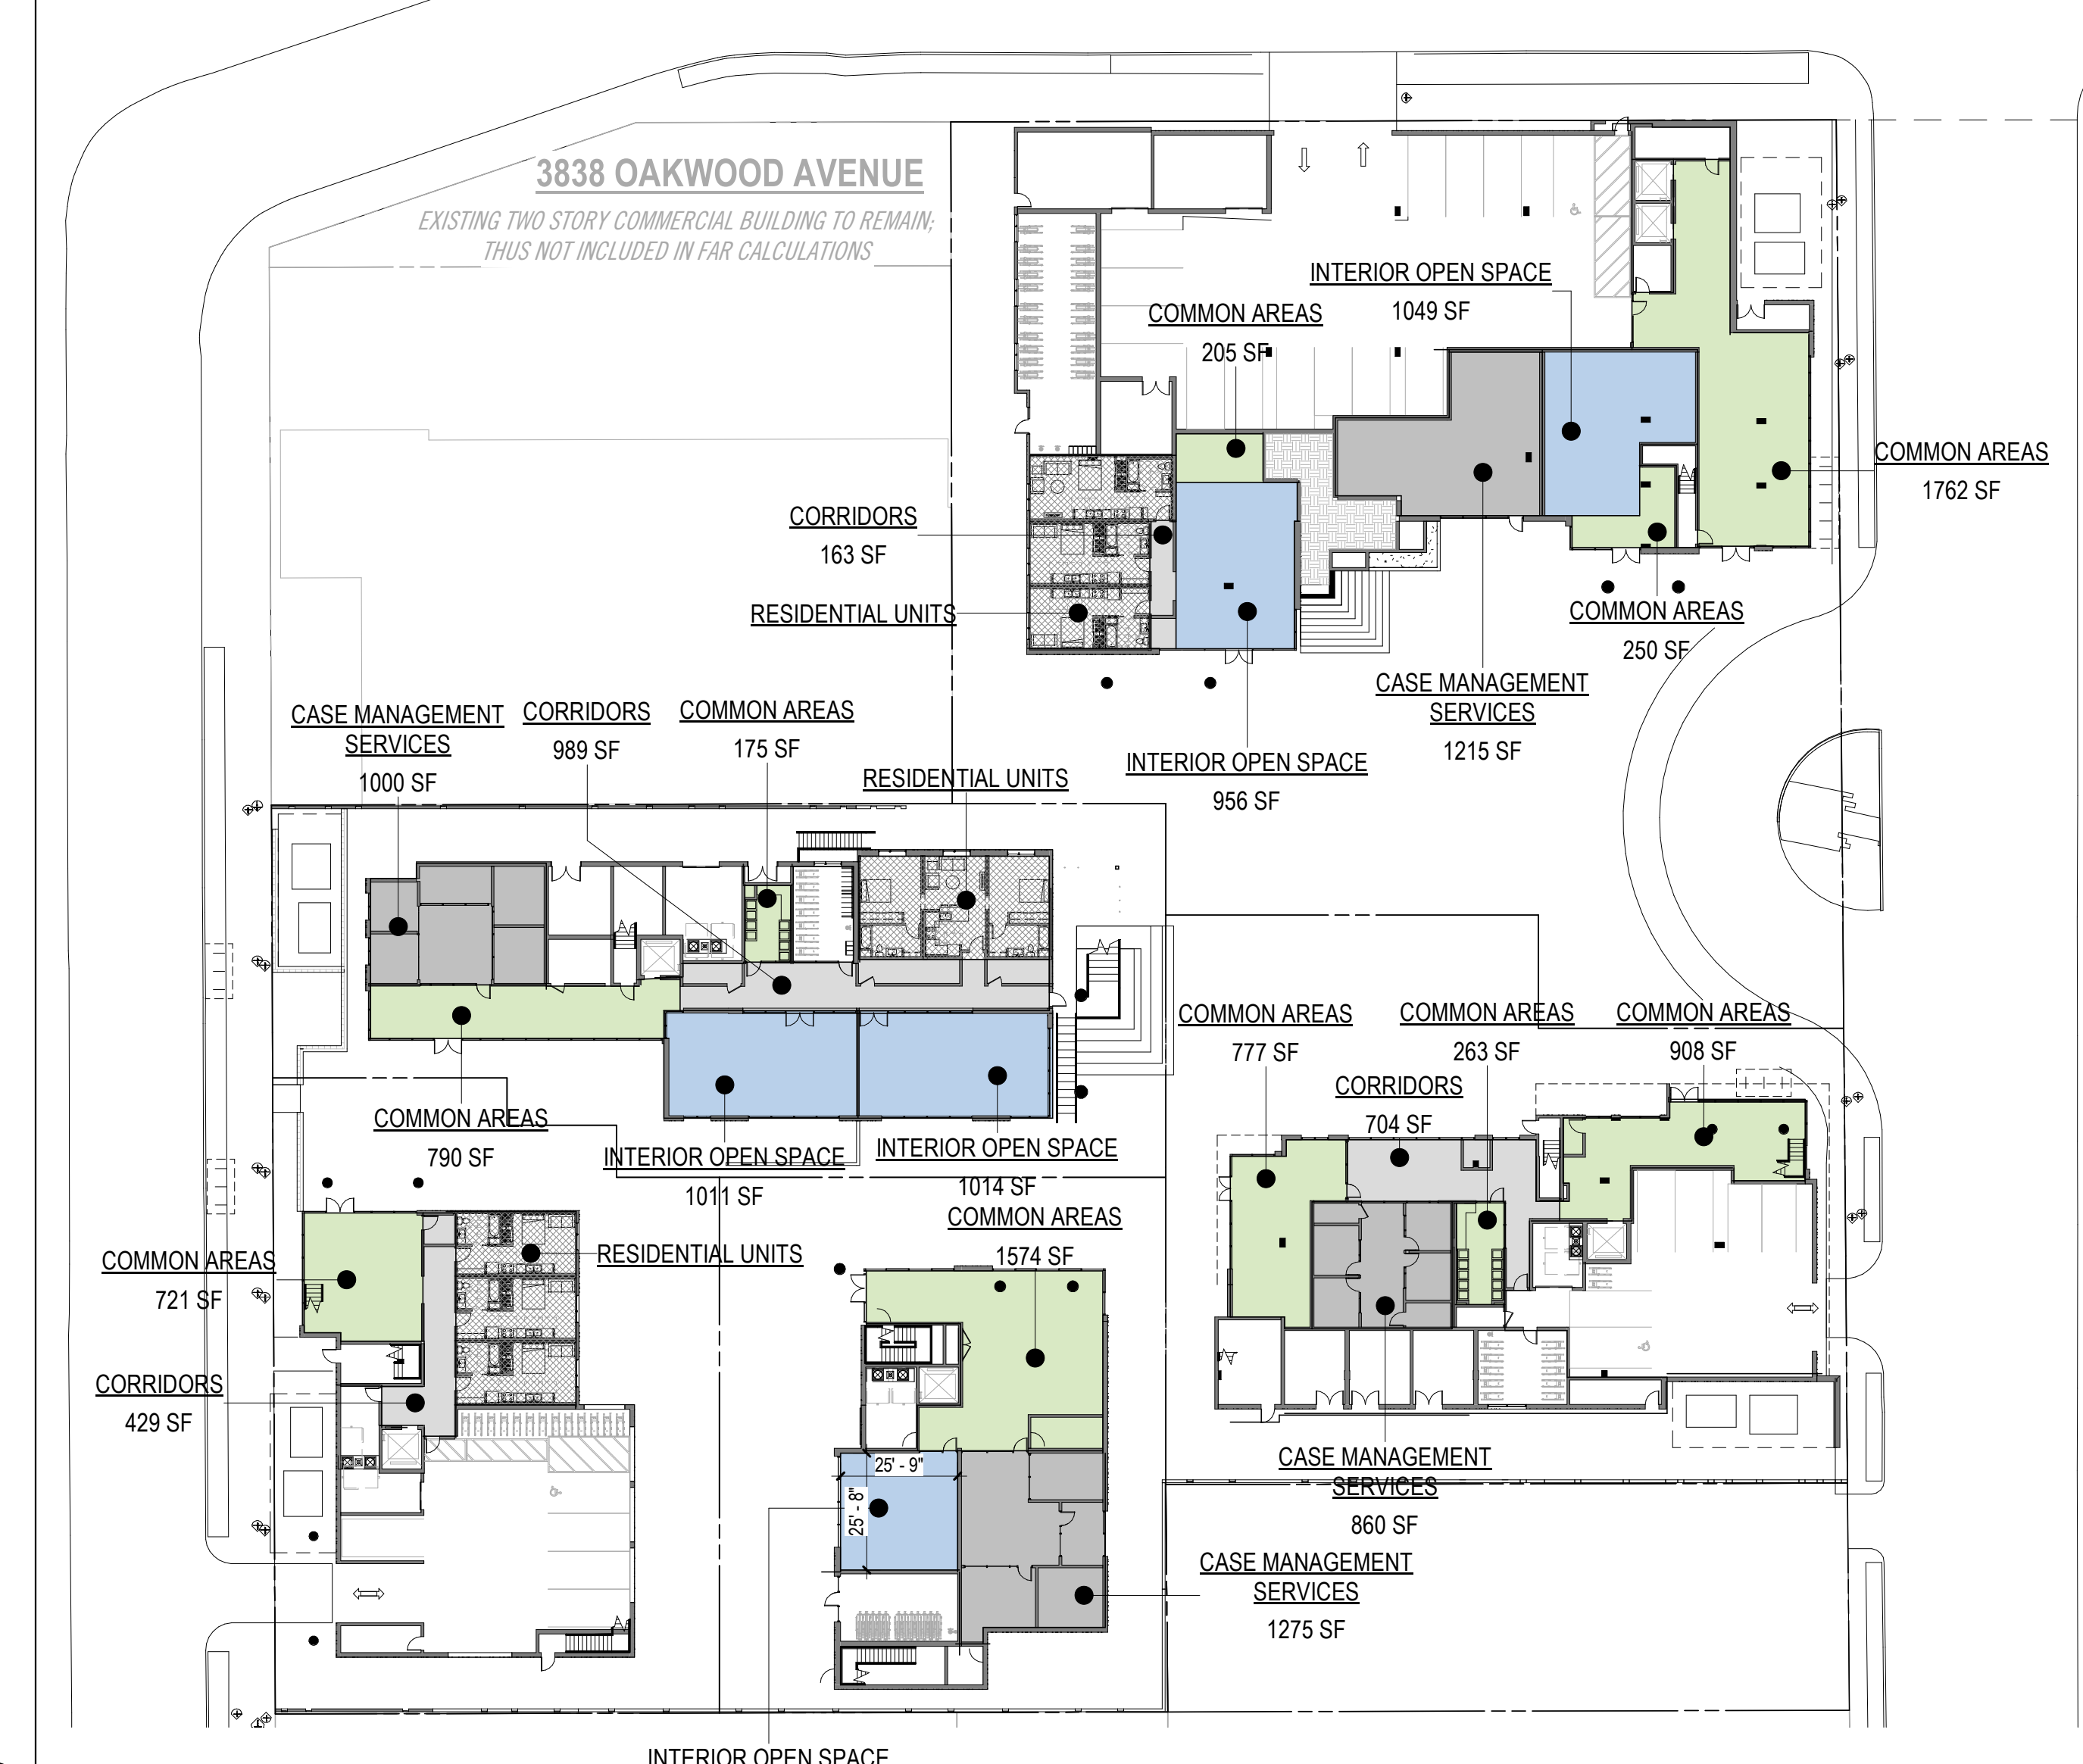 3838 OAKWOOD AVENUE
EXISTING TWO STORY COMMERCIAL BUILDING TO REMAIN;
THUS NOT INCLUDED IN FAR CALCULATIONS
INTERIOR OPEN SPACE
1049 SF
COMMON AREAS
205 SF
COMMON AREAS
1762 SF
CORRIDORS
163 SF
RESIDENTIAL UNITS
COMMON AREAS
250 SF
CASE MANAGEMENT
SERVICES
1215 SF
INTERIOR OPEN SPACE
956 SF
CASE MANAGEMENT
SERVICES
1000 SF
CORRIDORS
989 SF
COMMON AREAS
175 SF
RESIDENTIAL UNITS
COMMON AREAS
790 SF
INTERIOR OPEN SPACE
1011 SF
INTERIOR OPEN SPACE
1014 SF
COMMON AREAS
777 SF
COMMON AREAS
263 SF
COMMON AREAS
908 SF
CORRIDORS
704 SF
COMMON AREAS
1574 SF
COMMON AREAS
721 SF
RESIDENTIAL UNITS
CORRIDORS
429 SF
25' - 9"
25' - 8"
CASE MANAGEMENT
SERVICES
860 SF
CASE MANAGEMENT
SERVICES
1275 SF
INTERIOR OPEN SPACE